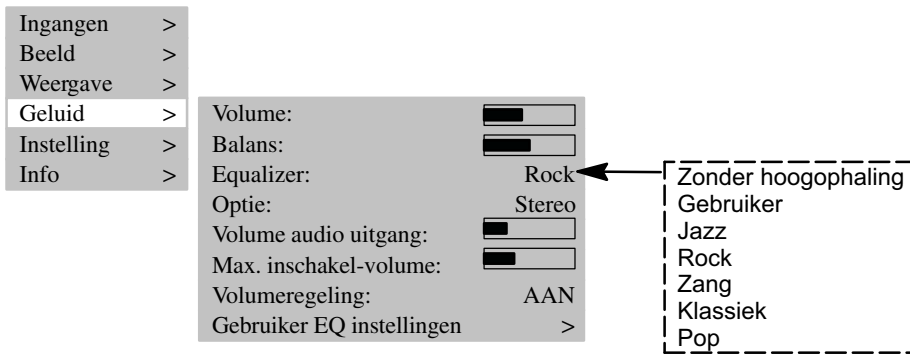 Ingangen >
Beeld >
Weergave >
Geluid >
Instelling >
Info >
Volume:
Balans:
Equalizer: Rock
Optie: Stereo
Volume audio uitgang:
Max. inschakel-volume:
Volumeregeling: AAN
Gebruiker EQ instellingen >
Zonder hoogophaling
Gebruiker
Jazz
Rock
Zang
Klassiek
Pop